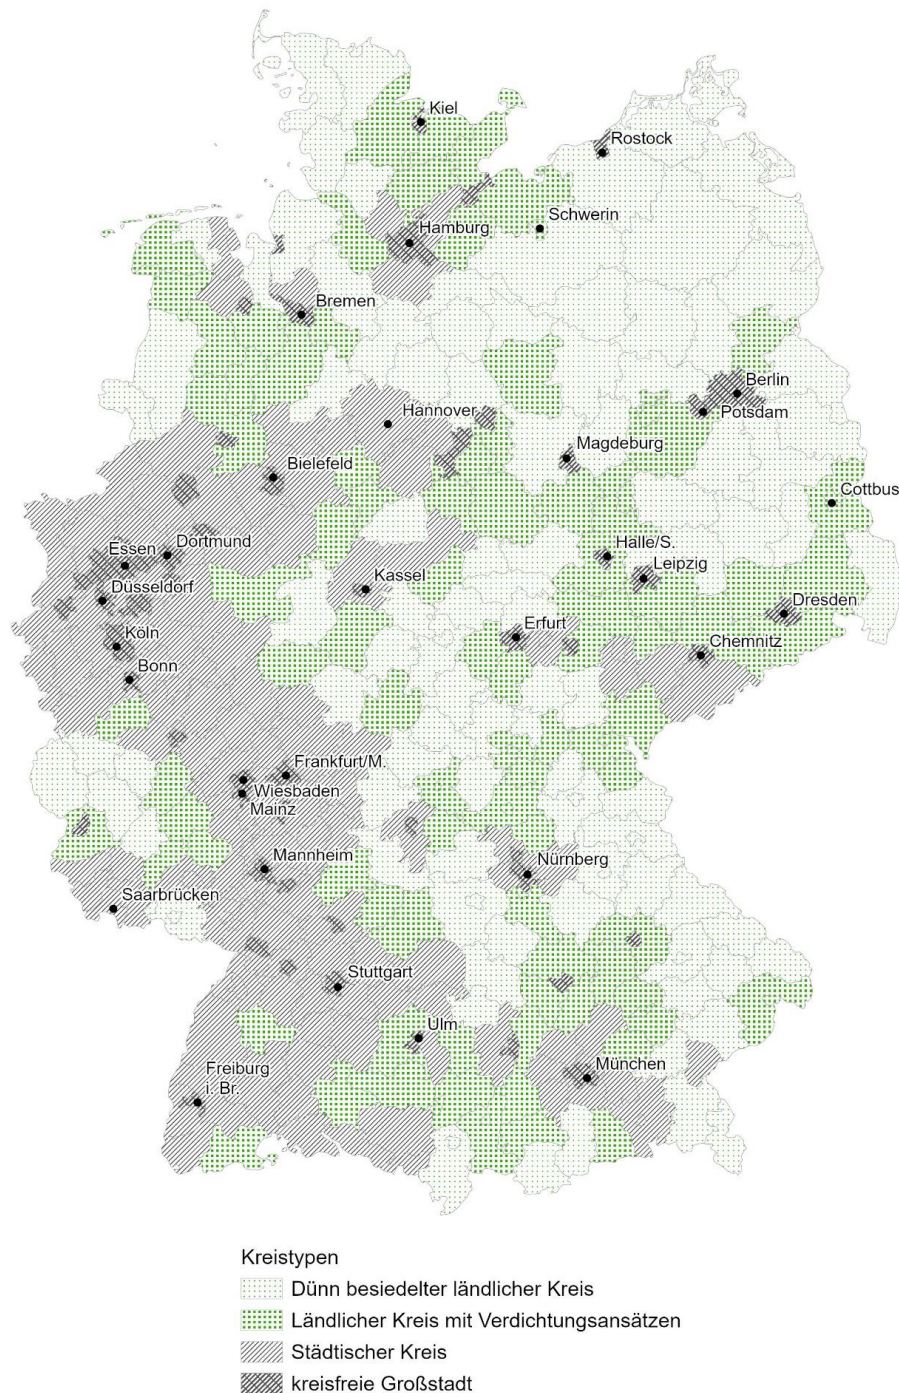 Kiel
Rostock
Schwerin
Hamburg
Bremen
Berlin
Potsdam
Hannover
Magdeburg
Bielefeld
Cottbus
Dortmund
Essen
Halle/S.
Leipzig
Kassel
Düsseldorf
Dresden
Erfurt
Köln
Chemnitz
Bonn
Frankfurt/M.
Wiesbaden
Mainz
Mannheim
Nürnberg
Saarbrücken
Stuttgart
Ulm
Freiburg
i. Br.
München
Kreistypen
Dünn besiedelter ländlicher Kreis
Ländlicher Kreis mit Verdichtungsansätzen
Städtischer Kreis
kreisfreie Großstadt